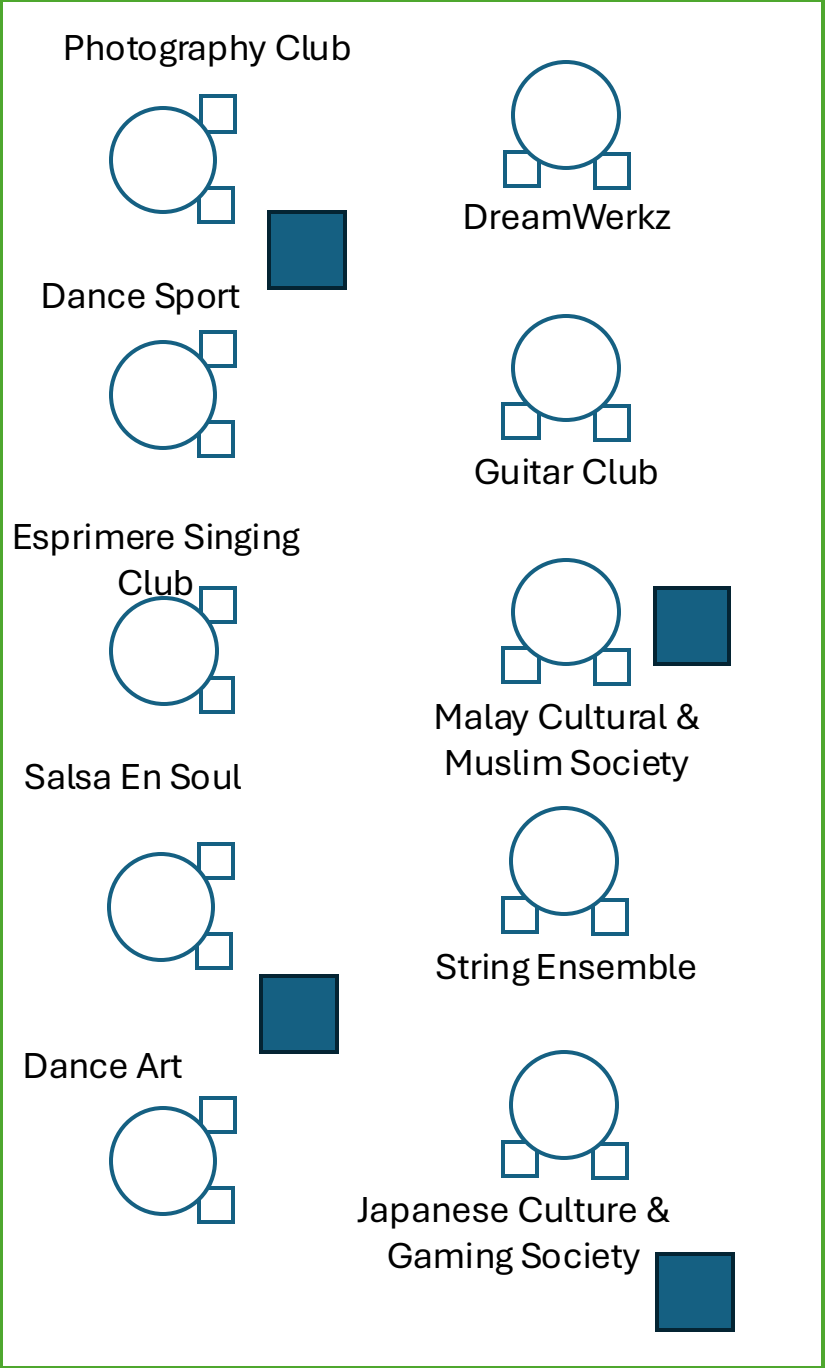 Photography Club
DreamWerkz
Dance Sport
Guitar Club
Esprimere Singing
Club
Malay Cultural &
Muslim Society
Salsa En Soul
String Ensemble
Dance Art
Japanese Culture &
Gaming Society